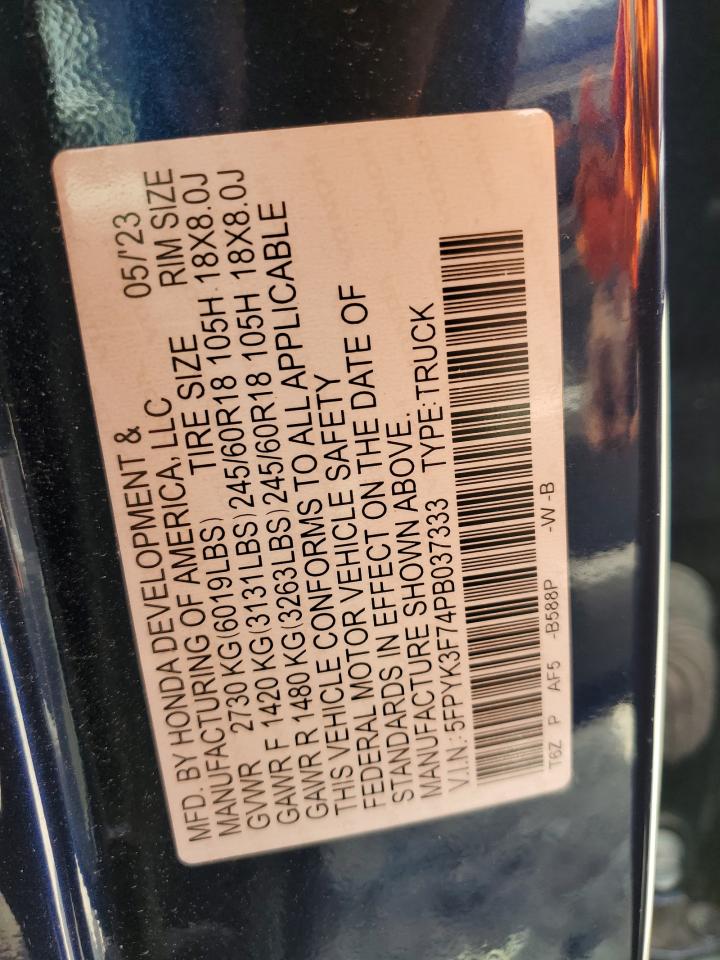 MFD. BY HONDA DEVELOPMENT & 05/'23
MANUFACTURING OF AMERICA, LLC RIM SIZE
GVWR 2730 KG(6019LBS) TIRE SIZE
GAWR F 1420 KG(3131LBS) 245/60R18 105H 18X8.0J
GAWR R 1480 KG(3263LBS) 245/60R18 105H 18X8.0J
THIS VEHICLE CONFORMS TO ALL APPLICABLE
FEDERAL MOTOR VEHICLE SAFETY
STANDARDS IN EFFECT ON THE DATE OF
MANUFACTURE SHOWN ABOVE.
V.I.N.: 5FPYK3F74PB037333 TYPE:TRUCK
T6Z P AF5 -B588P -W -B